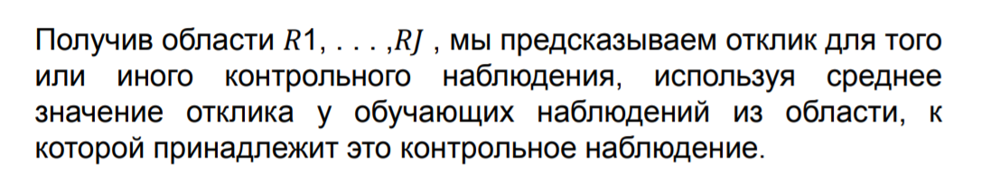 Получив области 𝑅1, . . . ,𝑅𝐽 , мы предсказываем отклик для того
или иного контрольного наблюдения, используя среднее
значение отклика у обучающих наблюдений из области, к
которой принадлежит это контрольное наблюдение.